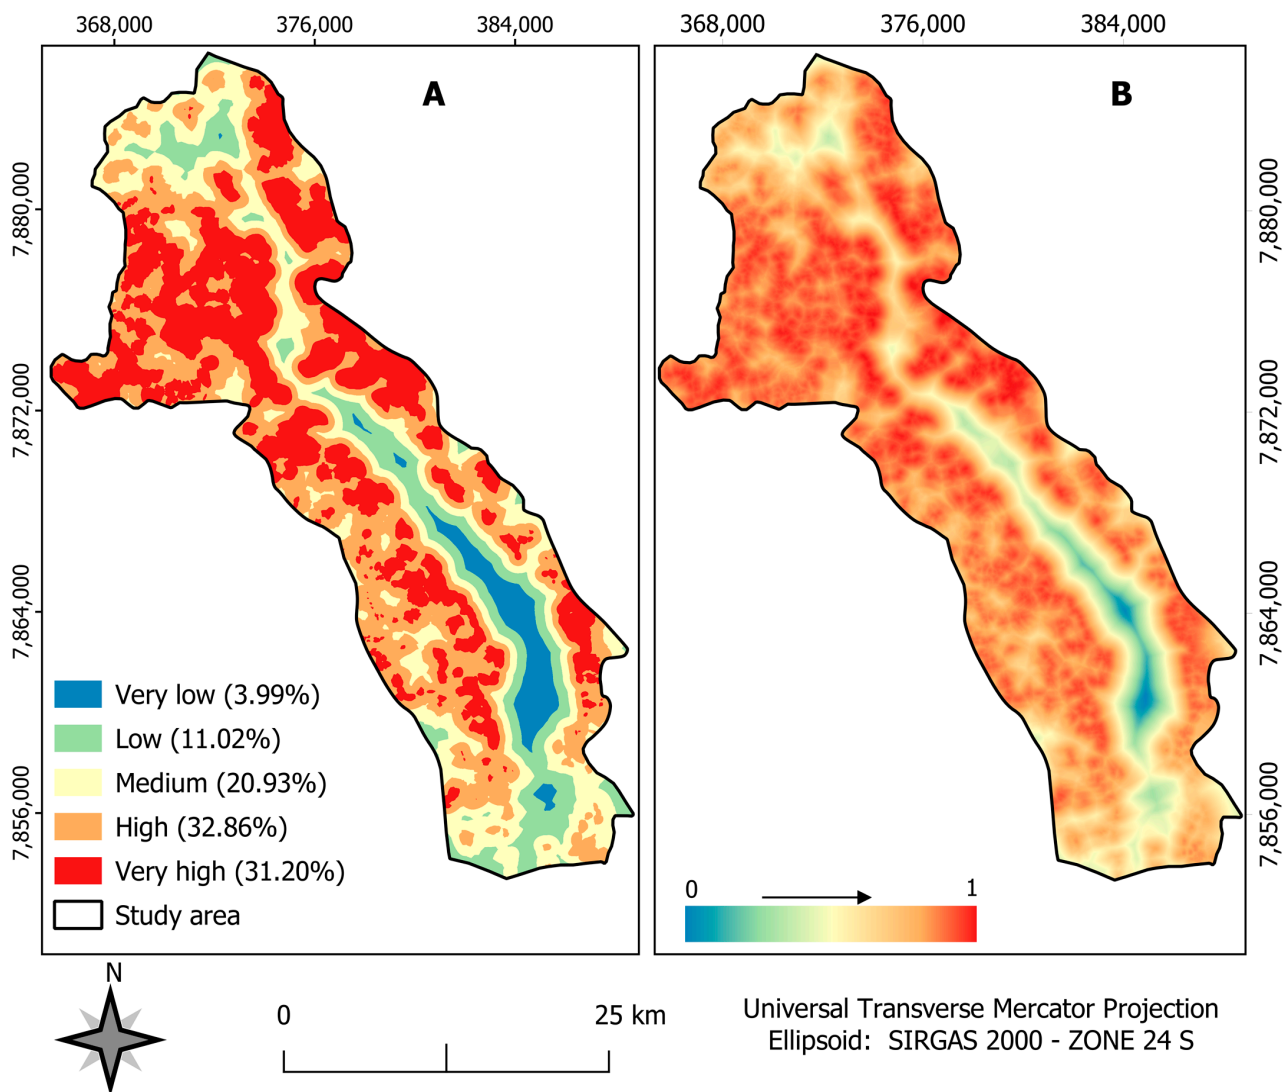 368,000 376,000 384,000
368,000 376,000 384,000
A
B
7,880,000
7,872,000
7,864,000
7,856,000
7,880,000
7,872,000
7,864,000
7,856,000
Very low (3.99%)
Low (11.02%)
Medium (20.93%)
High (32.86%)
Very high (31.20%)
Study area
0 1
N
0 25 km
Universal Transverse Mercator Projection
Ellipsoid: SIRGAS 2000 - ZONE 24 S